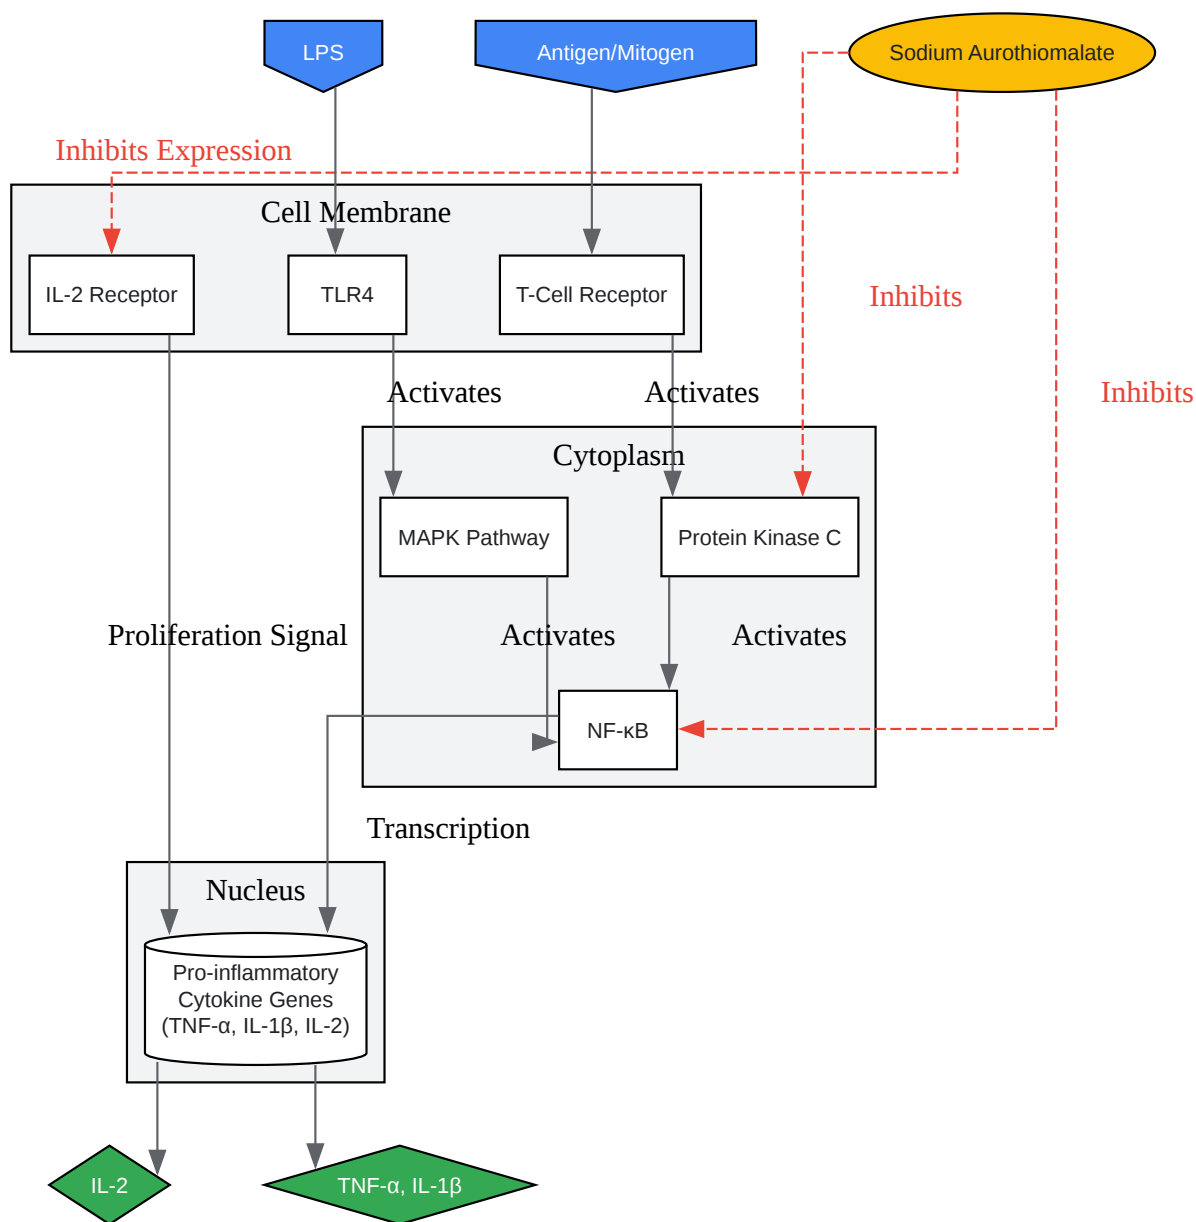 LPS
Antigen/Mitogen
Sodium Aurothiomalate
Inhibits Expression
Cell Membrane
IL-2 Receptor
TLR4
T-Cell Receptor
Inhibits
Activates
Activates
Inhibits
Cytoplasm
MAPK Pathway
Protein Kinase C
Proliferation Signal
Activates
Activates
NF-κB
Transcription
Nucleus
Pro-inflammatory
Cytokine Genes
(TNF-α, IL-1β, IL-2)
IL-2
TNF-α, IL-1β